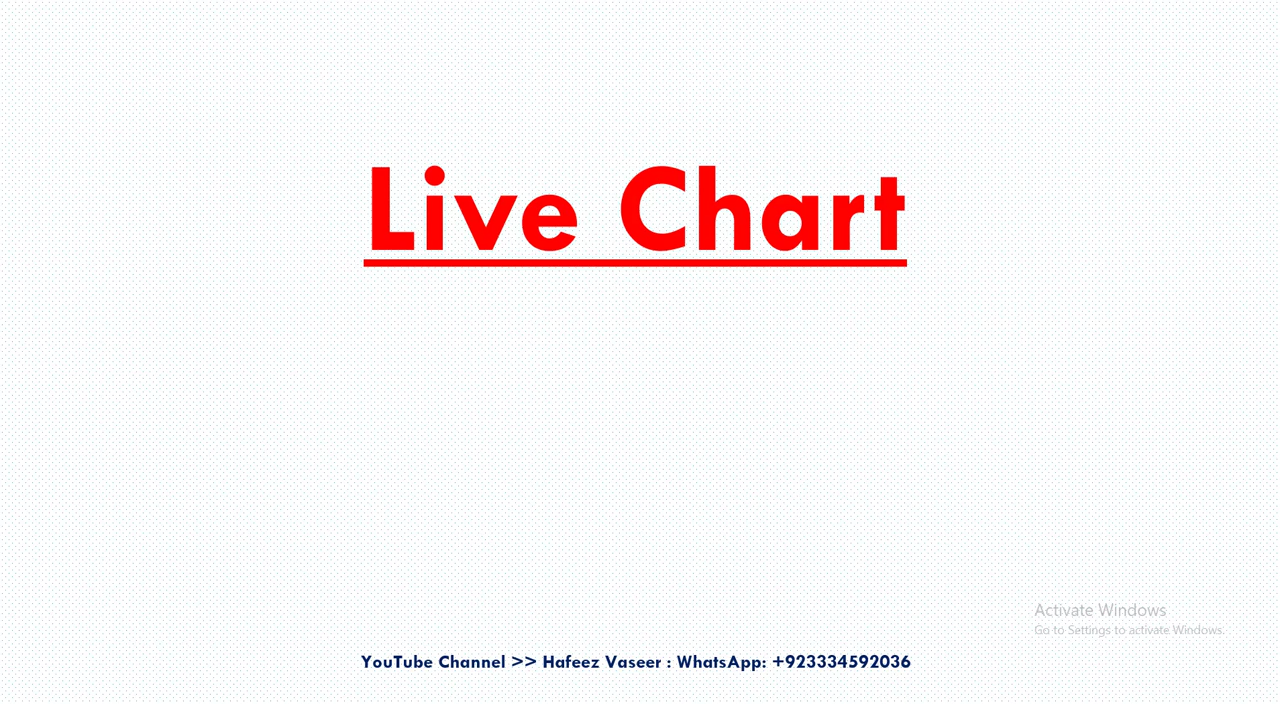 Live Chart
Activate Windows
Go to Settings to activate Windows.
YouTube Channel >> Hafeez Vaseer : WhatsApp: +923334592036